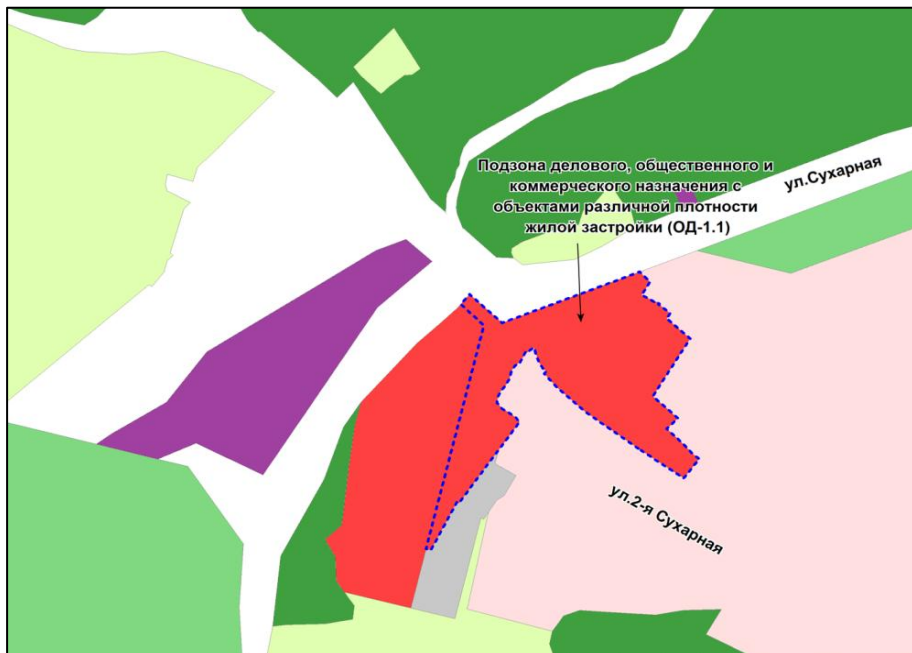 Подзона делового, общественного и
коммерческого назначения с
объектами различной плотности
жилой застройки (ОД-1.1)
ул.Сухарная
ул.2-я Сухарная